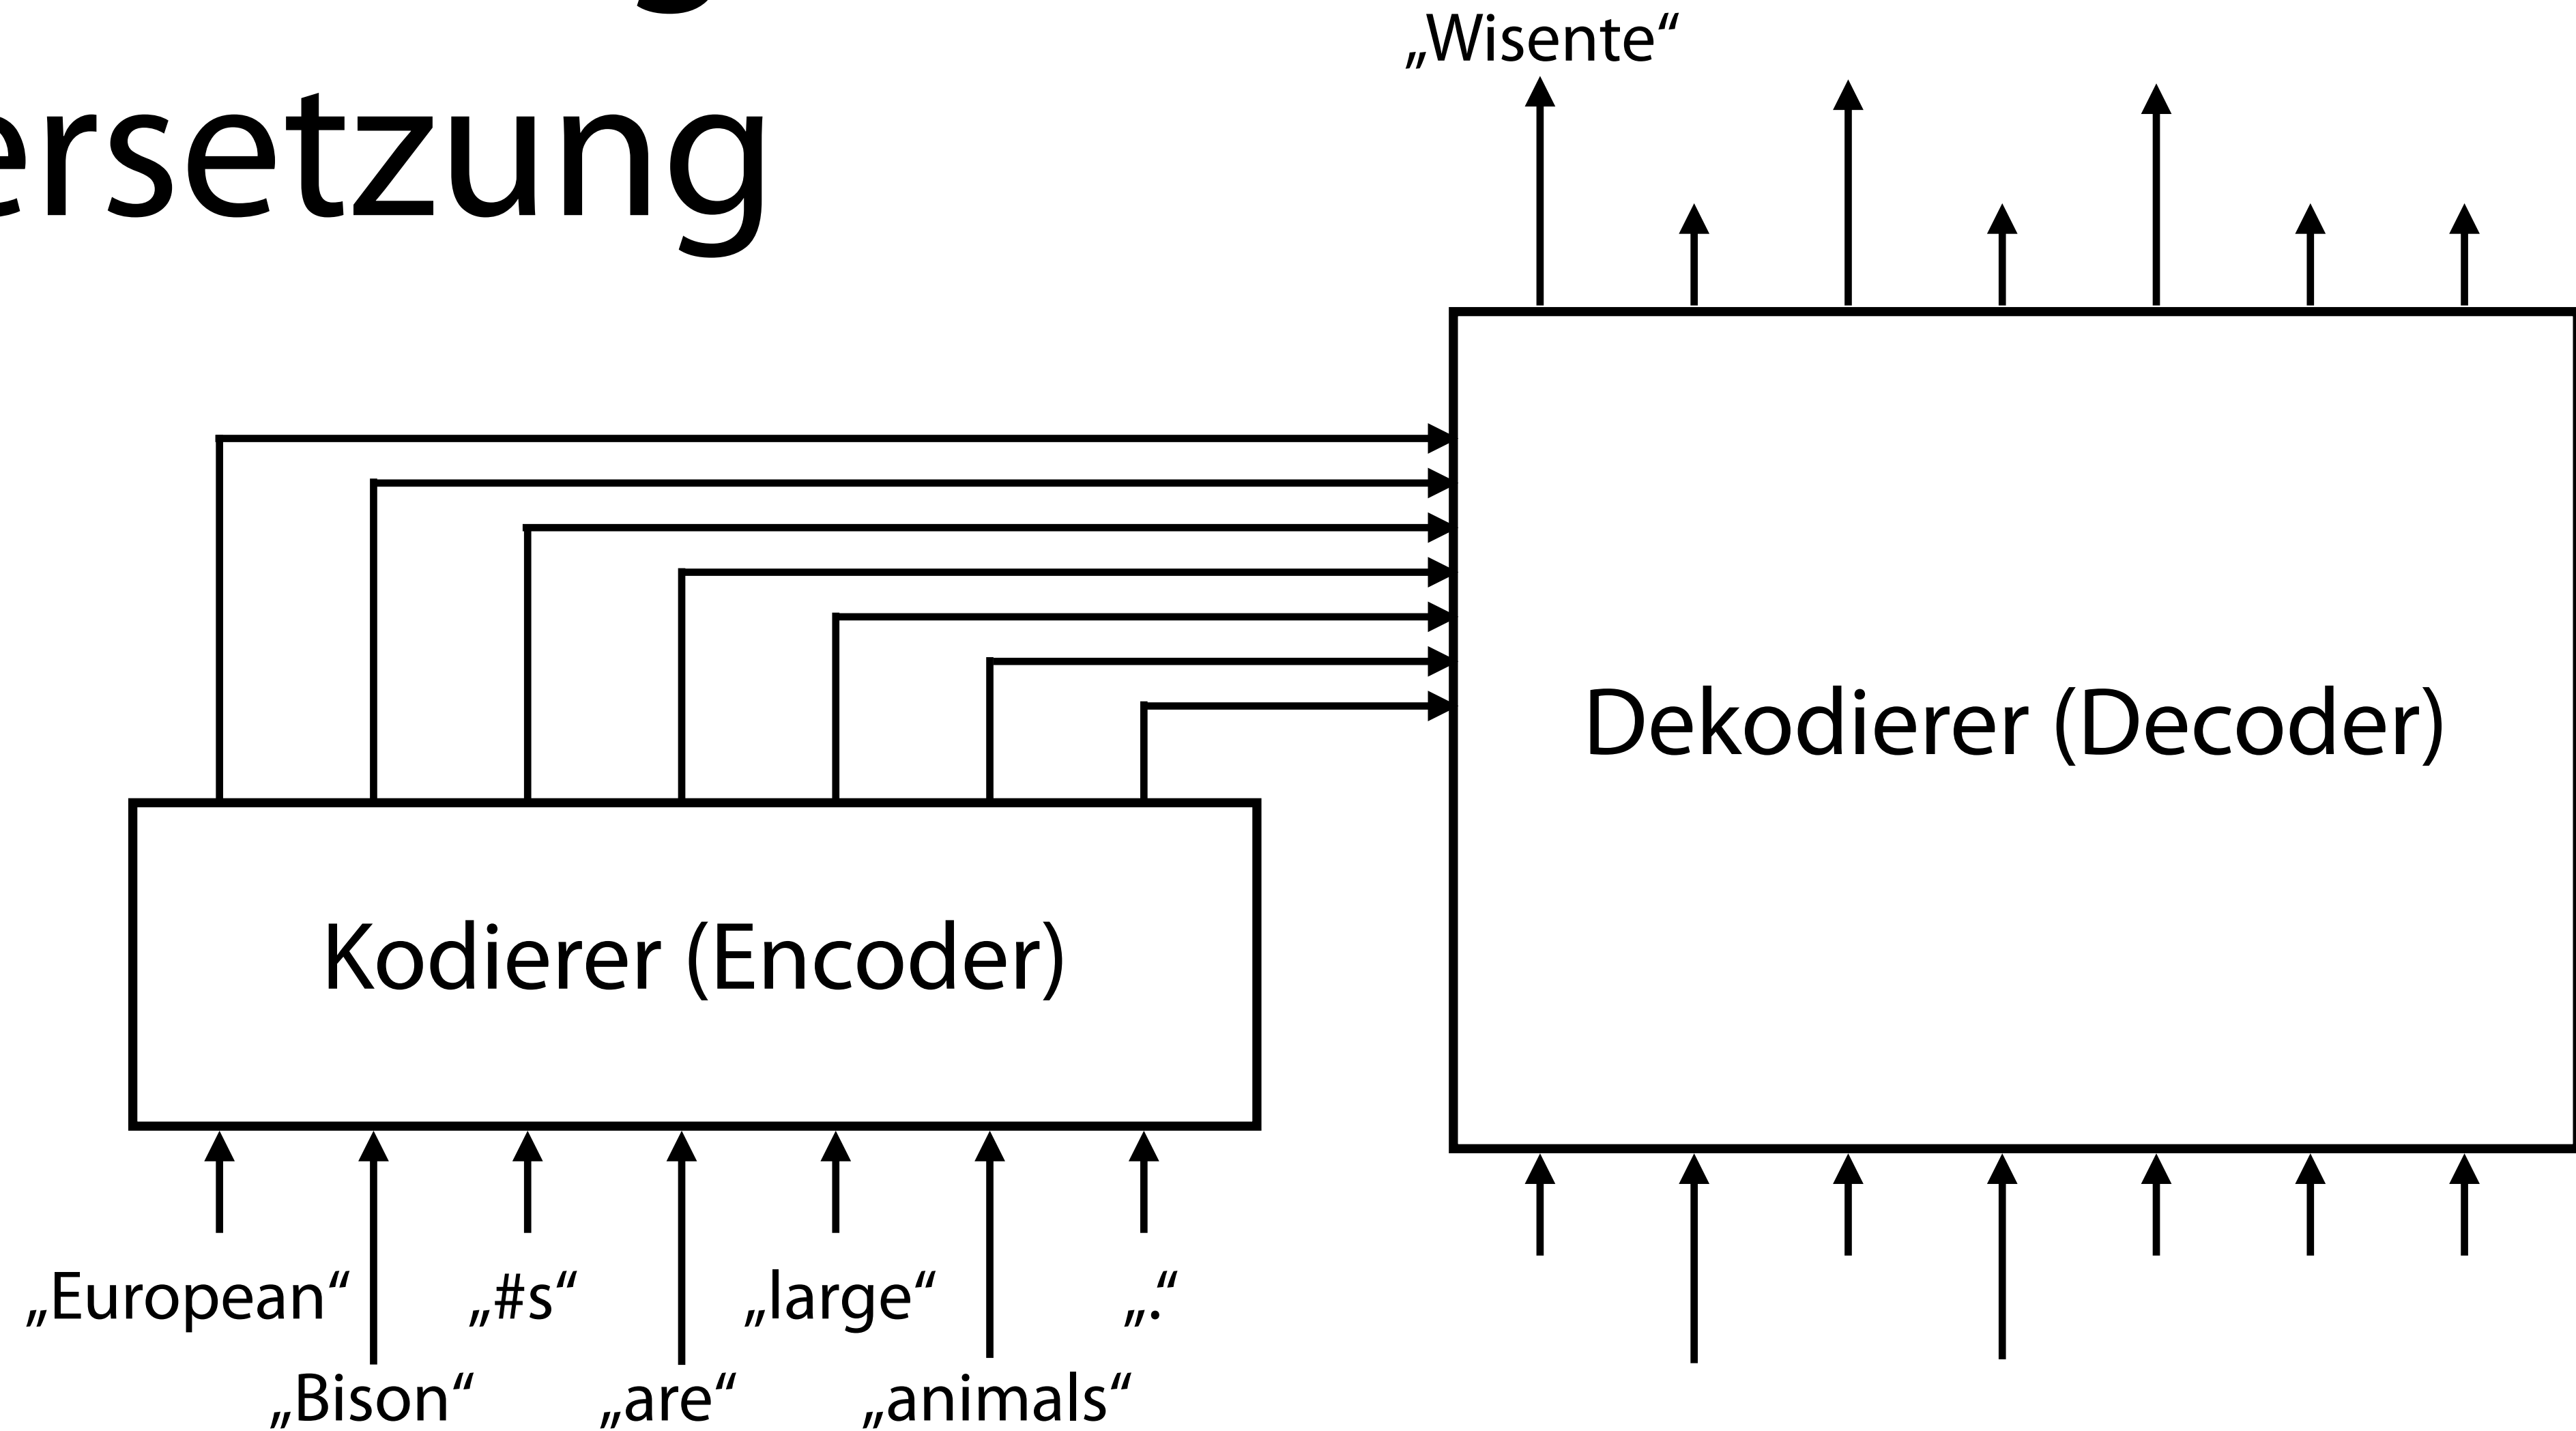 ersetzung
„Wisente“
Dekodierer (Decoder)
Kodierer (Encoder)
„European“ „#s“ „large“ „.“
„Bison“ „are“ „animals“